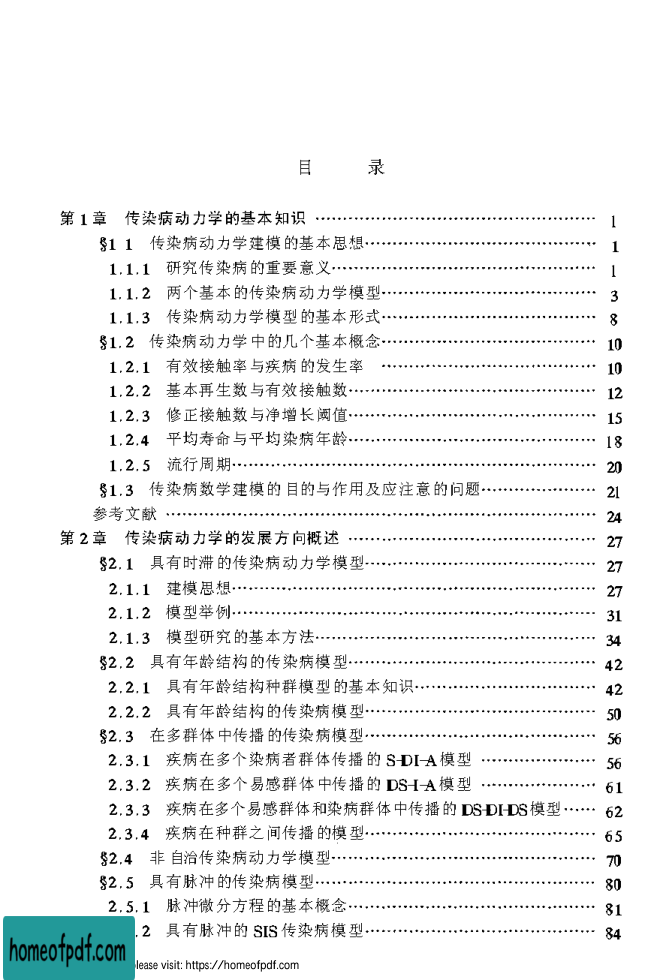 目 录
第 1 章 传染病动力学的基本知识 …………………………………………… 1
§1 1 传染病动力学建模的基本思想…………………………………… 1
1.1.1 研究传染病的重要意义………………………………………… 1
1.1.2 两个基本的传染病动力学模型………………………………… 3
1.1.3 传染病动力学模型的基本形式………………………………… 8
§1.2 传染病动力学中的几个基本概念………………………………… 10
1.2.1 有效接触率与疾病的发生率 ………………………………… 10
1.2.2 基本再生数与有效接触数……………………………………… 12
1.2.3 修正接触数与净增长阈值……………………………………… 15
1.2.4 平均寿命与平均染病年龄……………………………………… 18
1.2.5 流行周期………………………………………………………… 20
§1.3 传染病数学建模的目的与作用及应注意的问题………………… 21
参考文献 …………………………………………………………………… 24
第 2 章 传染病动力学的发展方向概述 ……………………………………… 27
§2.1 具有时滞的传染病动力学模型…………………………………… 27
2.1.1 建模思想………………………………………………………… 27
2.1.2 模型举例………………………………………………………… 31
2.1.3 模型研究的基本方法…………………………………………… 34
§2.2 具有年龄结构的传染病模型……………………………………… 42
2.2.1 具有年龄结构种群模型的基本知识…………………………… 42
2.2.2 具有年龄结构的传染病模型…………………………………… 50
§2.3 在多群体中传播的传染病模型…………………………………… 56
2.3.1 疾病在多个染病者群体传播的 S-DI-A 模型 ………………… 56
2.3.2 疾病在多个易感群体中传播的 DS-I-A 模型 ………………… 61
2.3.3 疾病在多个易感群体和染病群体中传播的 DS-DI-DS 模型…… 62
2.3.4 疾病在种群之间传播的模型…………………………………… 65
§2.4 非自治传染病动力学模型………………………………………… 70
§2.5 具有脉冲的传染病模型…………………………………………… 80
2.5.1 脉冲微分方程的基本概念……………………………………… 81
.2 具有脉冲的 SIS 传染病模型…………………………………… 84
homeofpdf.com
lease visit: https://homeofpdf.com